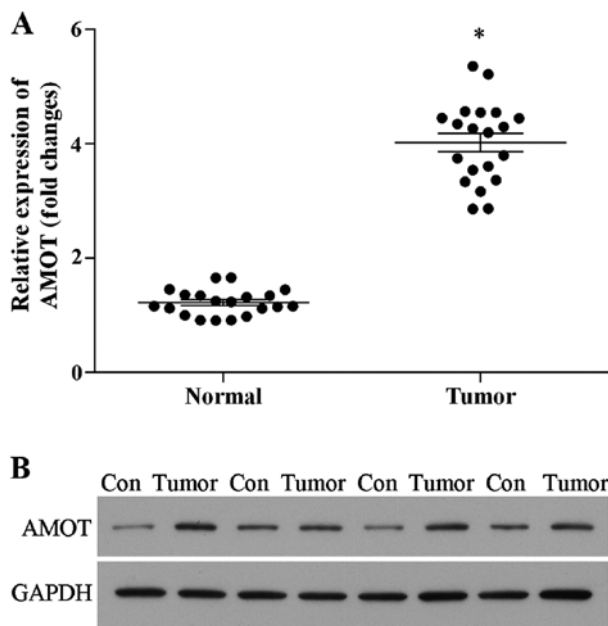 A
Relative expression of
AMOT (fold changes)
6
4
2
0
*
Normal Tumor
B
Con Tumor Con Tumor Con Tumor Con Tumor
AMOT
GAPDH